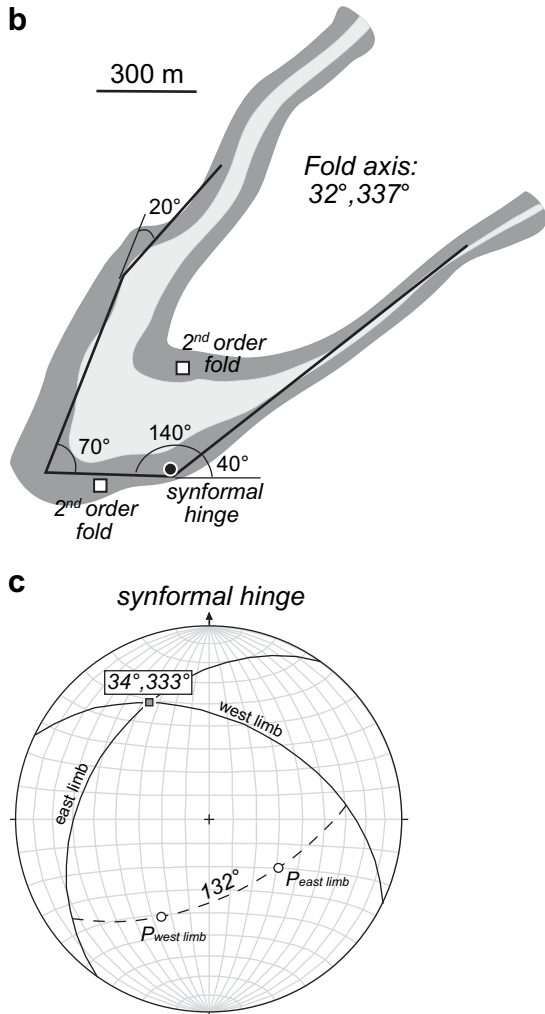 b
300 m
Fold axis:
32°,337°
20°
2nd order
fold
70°
140°
40°
synformal
hinge
2nd order
fold
c
synformal hinge
34°,333°
west limb
east limb
132°
Peast limb
Pwest limb